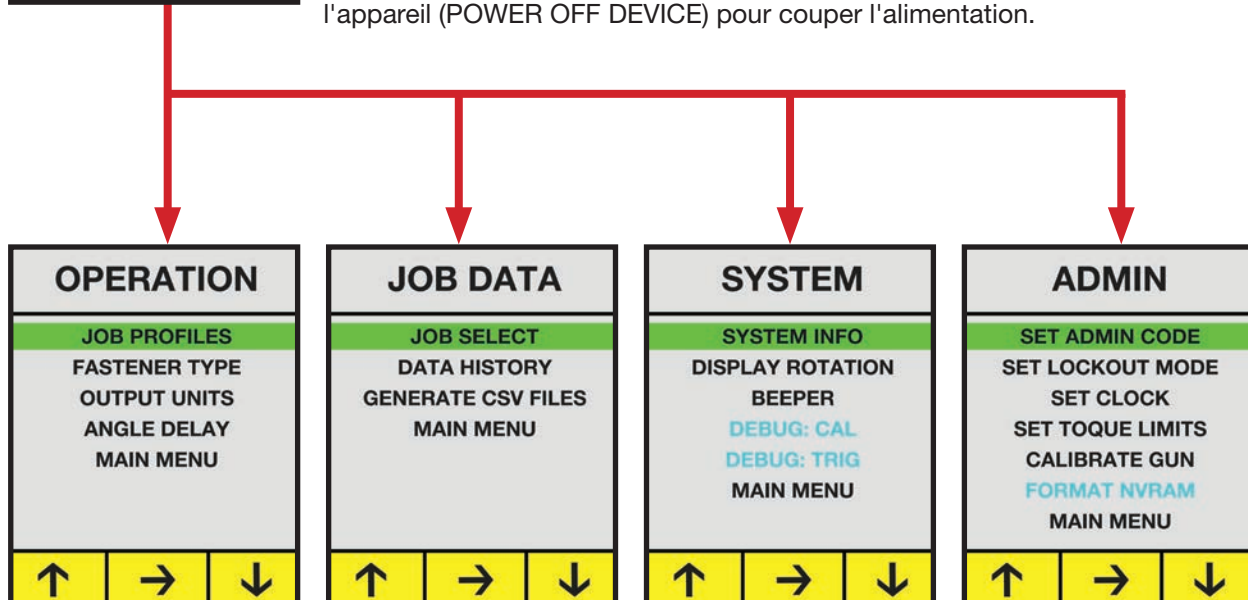 l'appareil (POWER OFF DEVICE) pour couper l'alimentation.
OPERATION
JOB PROFILES
FASTENER TYPE
OUTPUT UNITS
ANGLE DELAY
MAIN MENU
JOB DATA
JOB SELECT
DATA HISTORY
GENERATE CSV FILES
MAIN MENU
SYSTEM
SYSTEM INFO
DISPLAY ROTATION
BEEPER
DEBUG: CAL
DEBUG: TRIG
MAIN MENU
ADMIN
SET ADMIN CODE
SET LOCKOUT MODE
SET CLOCK
SET TOQUE LIMITS
CALIBRATE GUN
FORMAT NVRAM
MAIN MENU